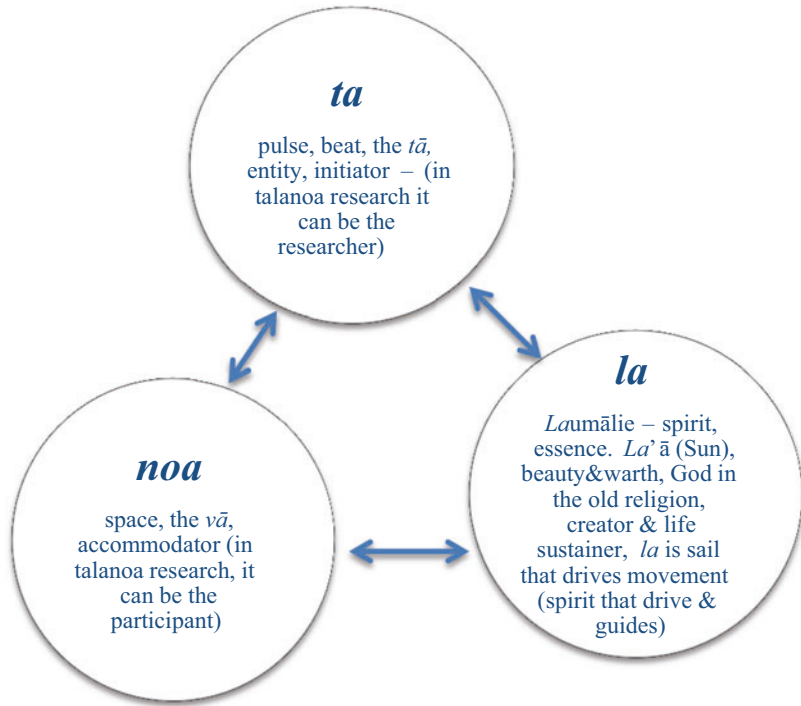 ta
pulse, beat, the tā,
entity, initiator – (in
talanoa research it
can be the
researcher)
la
Laumālie – spirit,
essence. La’ ā (Sun),
beauty&warth, God in
the old religion,
creator & life
sustainer, la is sail
that drives movement
(spirit that drive &
guides)
noa
space, the vā,
accommodator (in
talanoa research, it
can be the
participant)